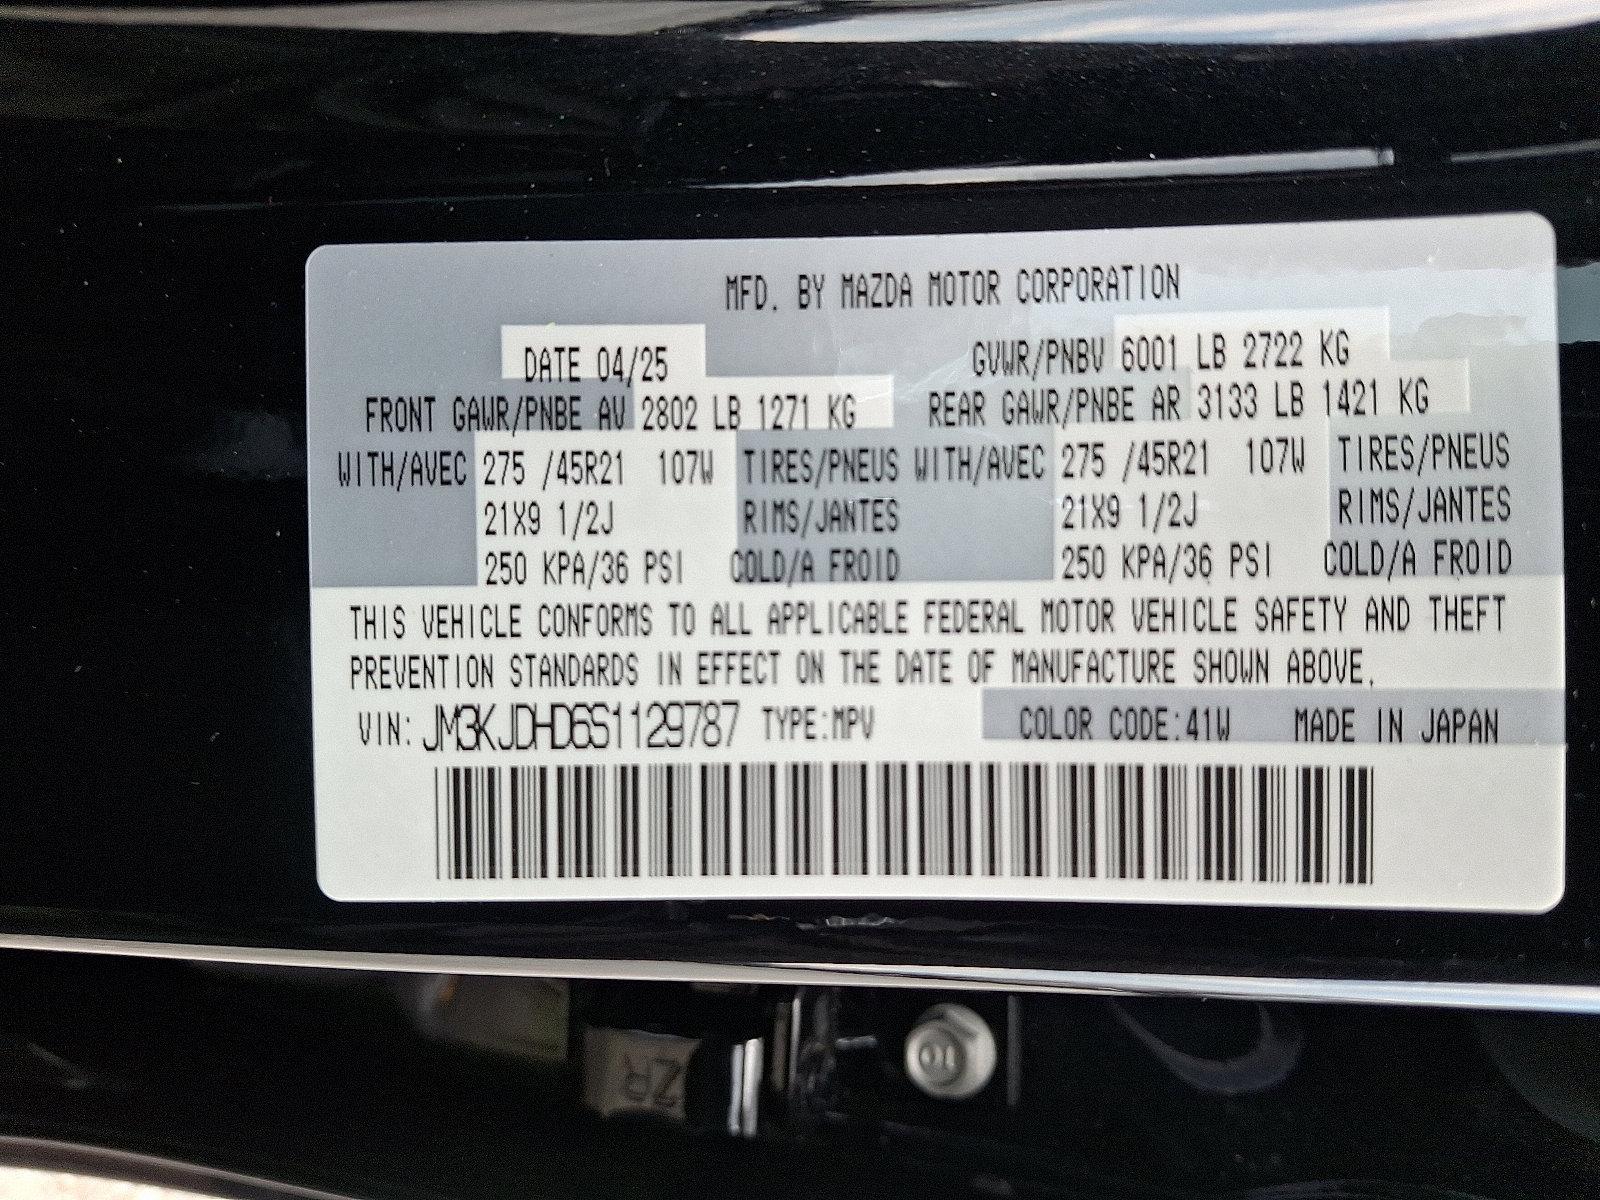 MFD. BY MAZDA MOTOR CORPORATION
DATE 04/25 GVWR/PNBV 6001 LB 2722 KG
FRONT GAWR/PNBE AV 2802 LB 1271 KG REAR GAWR/PNBE AR 3133 LB 1421 KG
WITH/AVEC 275 /45R21 107W TIRES/PNEUS WITH/AVEC 275 /45R21 107W TIRES/PNEUS
21X9 1/2J RIMS/JANTES 21X9 1/2J RIMS/JANTES
250 KPA/36 PSI COLD/A FROID 250 KPA/36 PSI COLD/A FROID
THIS VEHICLE CONFORMS TO ALL APPLICABLE FEDERAL MOTOR VEHICLE SAFETY AND THEFT
PREVENTION STANDARDS IN EFFECT ON THE DATE OF MANUFACTURE SHOWN ABOVE.
VIN: JM3KJDHD6S1129787 TYPE:MPV COLOR CODE:41W MADE IN JAPAN
ZR